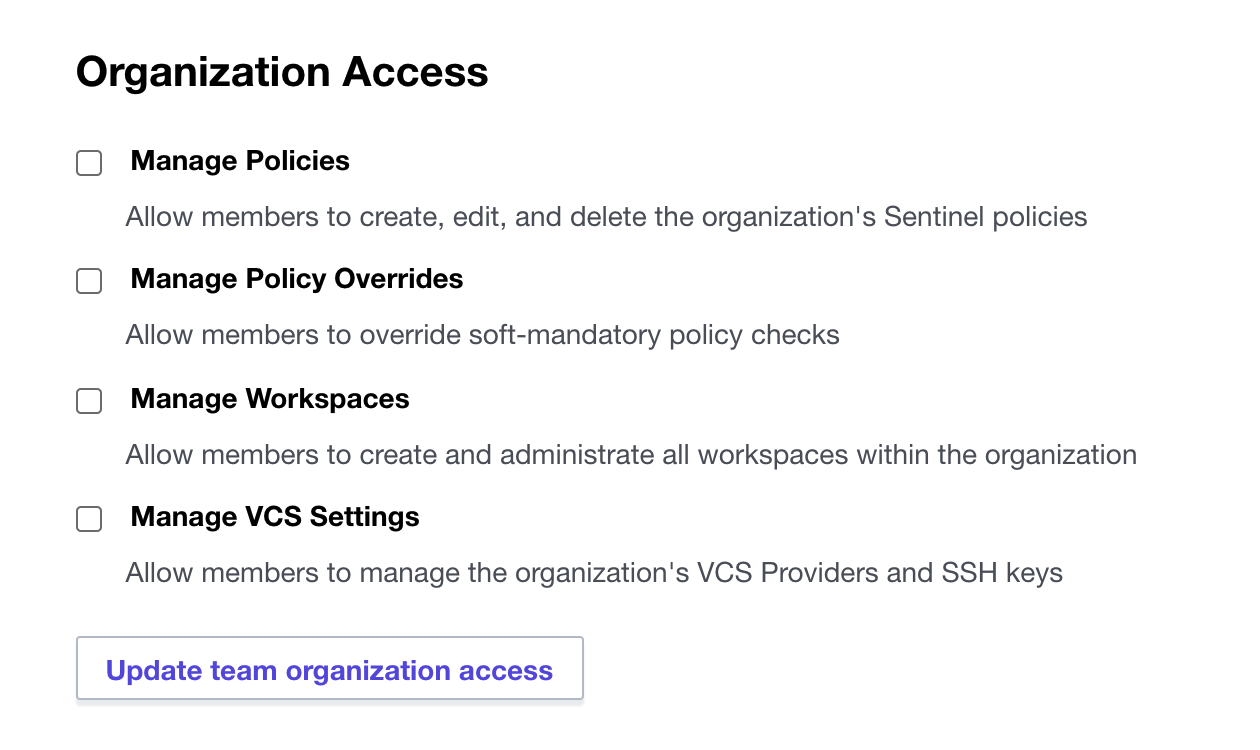 Organization Access
Manage Policies
Allow members to create, edit, and delete the organization's Sentinel policies
Manage Policy Overrides
Allow members to override soft-mandatory policy checks
Manage Workspaces
Allow members to create and administrate all workspaces within the organization
Manage VCS Settings
Allow members to manage the organization's VCS Providers and SSH keys
Update team organization access